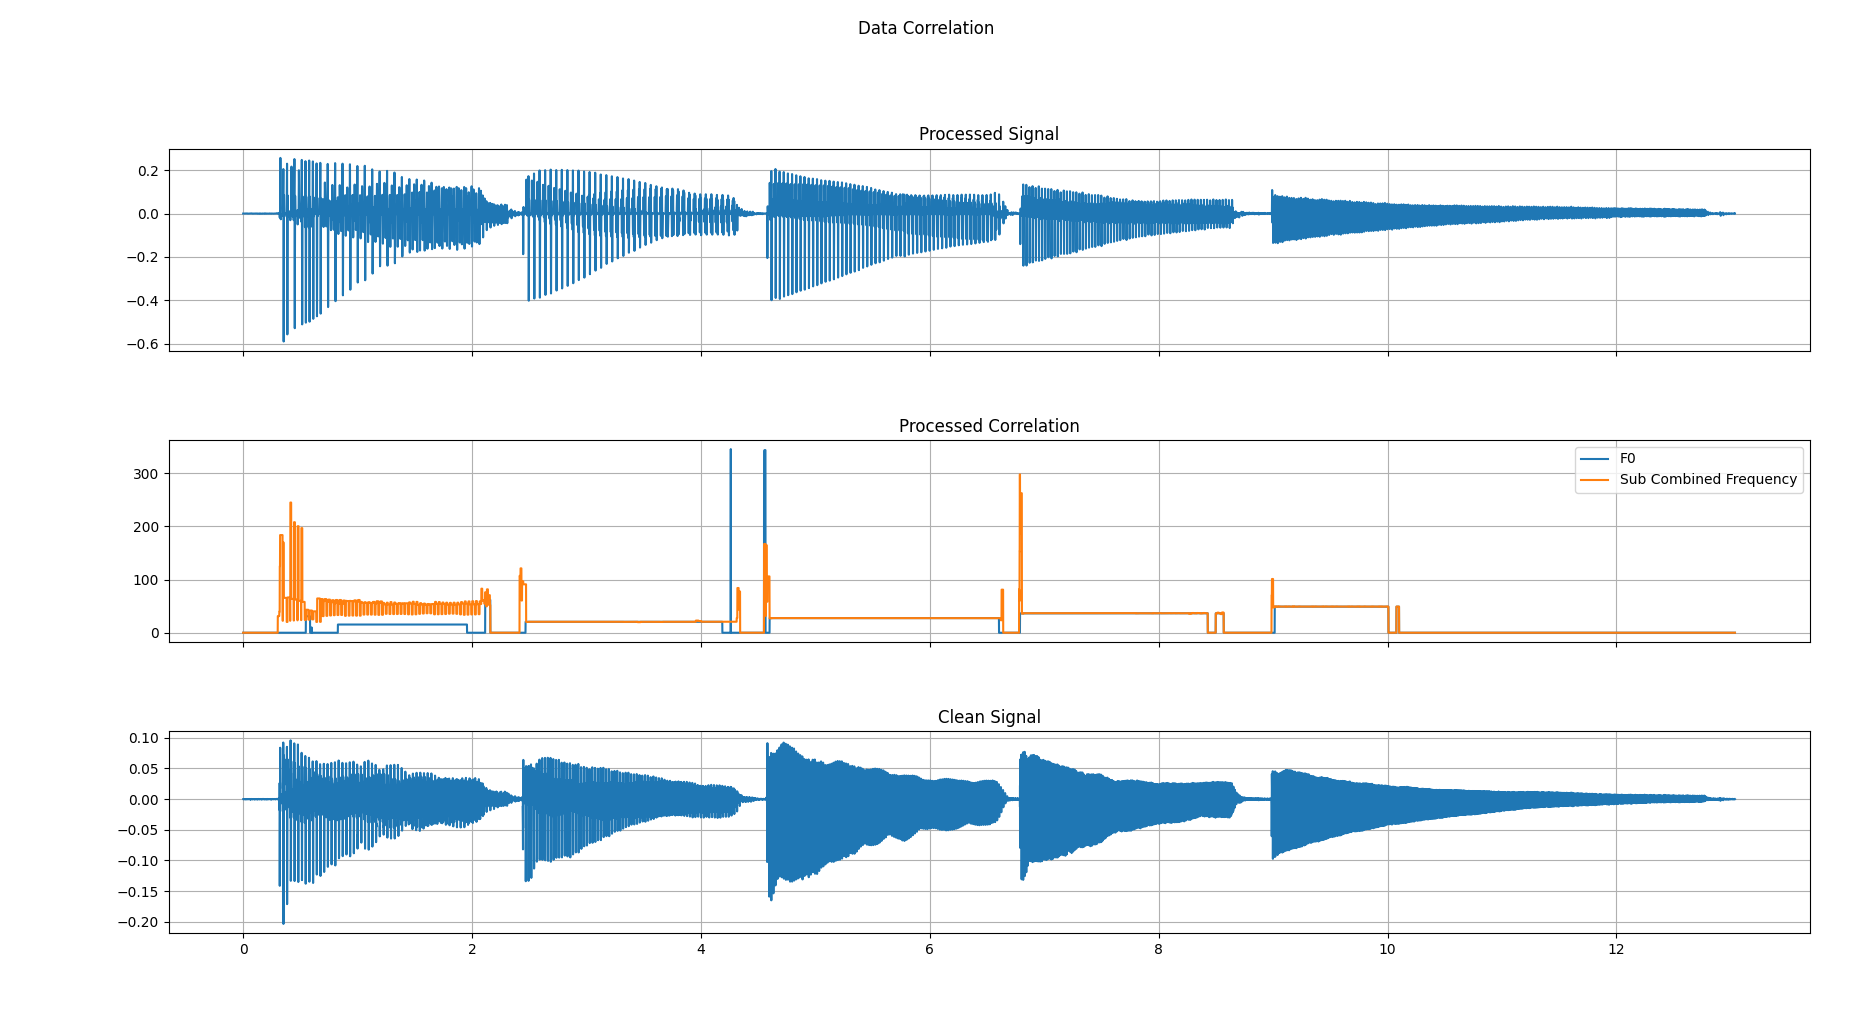 Data Correlation
Processed Signal
0.2
0.0
−0.2
−0.4
−0.6
Processed Correlation
300
200
100
0
F0
Sub Combined Frequency
Clean Signal
0.10
0.05
0.00
−0.05
−0.10
−0.15
−0.20
0 2 4 6 8 10 12